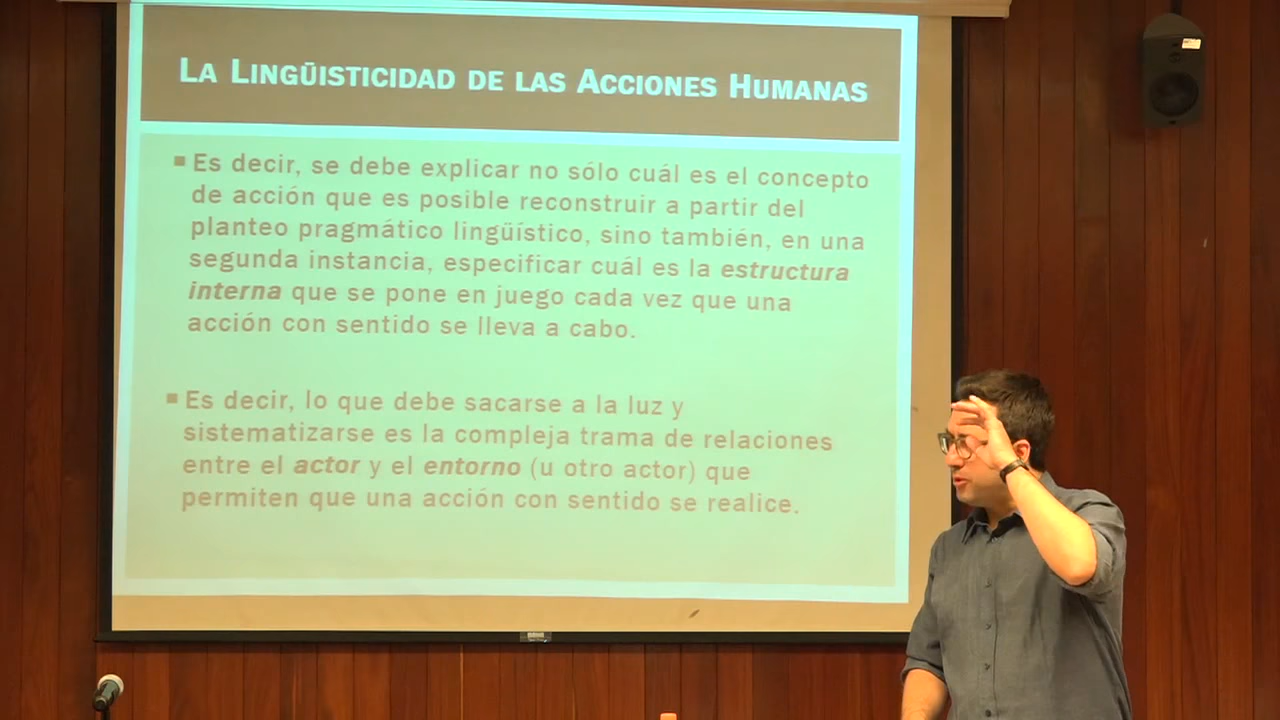 LA LINGÜISTICIDAD DE LAS ACCIONES HUMANAS
Es decir, se debe explicar no sólo cuál es el concepto
de acción que es posible reconstruir a partir del
planteo pragmático lingüístico, sino también, en una
segunda instancia, especificar cuál es la estructura
interna que se pone en juego cada vez que una
acción con sentido se lleva a cabo.
Es decir, lo que debe sacarse a la luz y
sistematizarse es la compleja trama de relaciones
entre el actor y el entorno (u otro actor) que
permiten que una acción con sentido se realice.